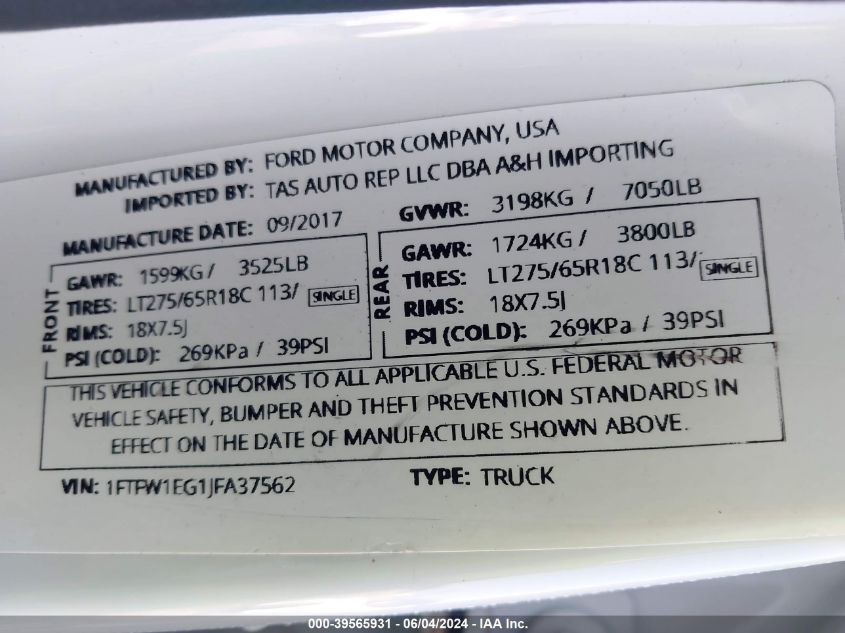 MANUFACTURED BY: FORD MOTOR COMPANY, USA
IMPORTED BY: TAS AUTO REP LLC DBA A&H IMPORTING
MANUFACTURE DATE: 09/2017
GVWR: 3198KG / 7050LB
FRONT
GAWR: 1599KG / 3525LB
TIRES: LT275/65R18C 113/ SINGLE
RIMS: 18X7.5J
PSI (COLD): 269KPa / 39PSI
REAR
GAWR: 1724KG / 3800LB
TIRES: LT275/65R18C 113/ SINGLE
RIMS: 18X7.5J
PSI (COLD): 269KPa / 39PSI
THIS VEHICLE CONFORMS TO ALL APPLICABLE U.S. FEDERAL MOTOR
VEHICLE SAFETY, BUMPER AND THEFT PREVENTION STANDARDS IN
EFFECT ON THE DATE OF MANUFACTURE SHOWN ABOVE.
VIN: 1FTPW1EG1JFA37562
TYPE: TRUCK
000-39565931 - 06/04/2024 - IAA Inc.